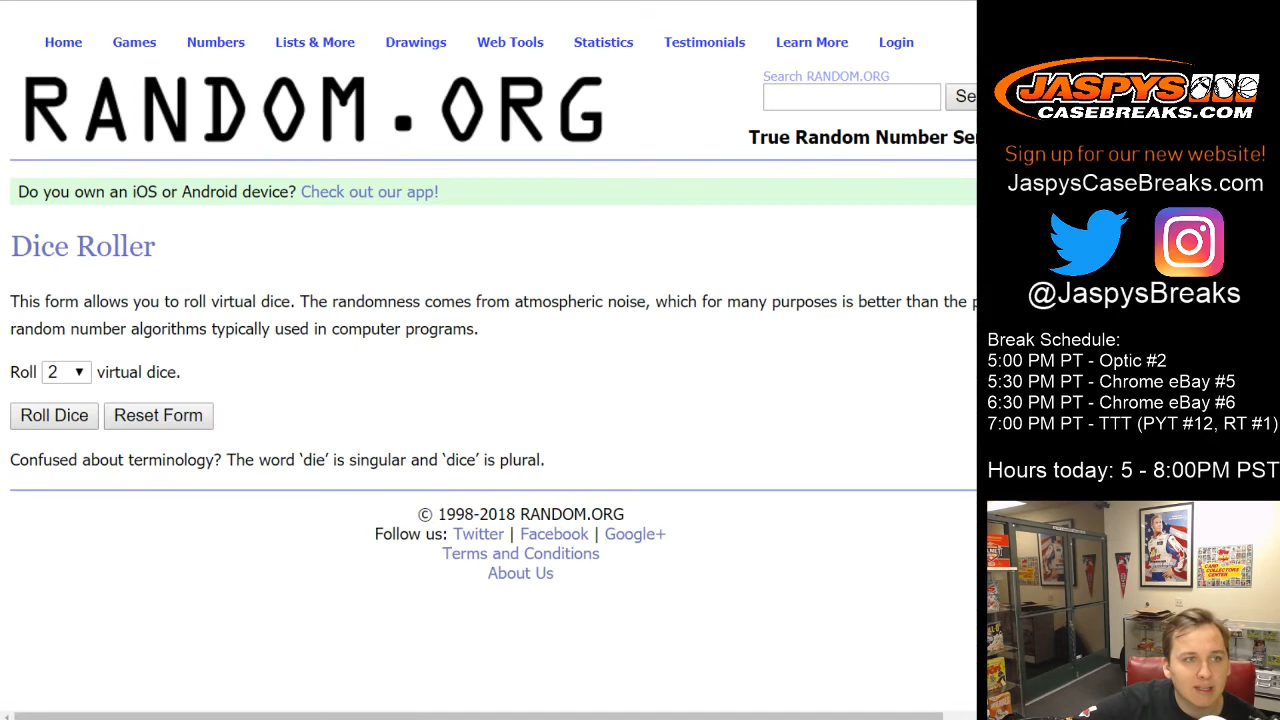 Home Games Numbers Lists & More Drawings Web Tools Statistics Testimonials Learn More Login
RANDOM.ORG
Search RANDOM.ORG
Se
True Random Number Ser
Do you own an iOS or Android device? Check out our app!
Dice Roller
This form allows you to roll virtual dice. The randomness comes from atmospheric noise, which for many purposes is better than the p
random number algorithms typically used in computer programs.
Roll 2 virtual dice.
Roll Dice Reset Form
Confused about terminology? The word ‘die’ is singular and ‘dice’ is plural.
© 1998-2018 RANDOM.ORG
Follow us: Twitter | Facebook | Google+
Terms and Conditions
About Us
JASPYS
CASEBREAKS.COM
Sign up for our new website!
JaspysCaseBreaks.com
@JaspysBreaks
Break Schedule:
5:00 PM PT - Optic #2
5:30 PM PT - Chrome eBay #5
6:30 PM PT - Chrome eBay #6
7:00 PM PT - TTT (PYT #12, RT #1)
Hours today: 5 - 8:00PM PST